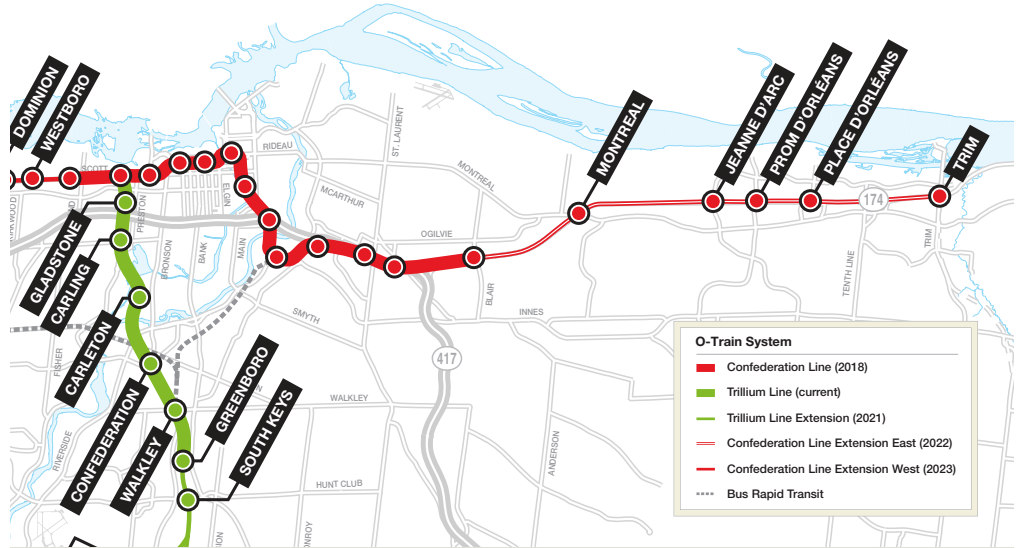 DOMINION
WESTBORO
MONTREAL
JEANNE D'ARC
PROM D'ORLÉANS
PLACE D'ORLÉANS
TRIM
ST. LAURENT
RIDEAU
SCOTT
MONTREAL
MCARTHUR
ELGIN
PRESTON
174
OGILVIE
GLADSTONE
CARLING
BRONSON
BANK
MAIN
TRIM
TENTH LINE
BLAIR
SMYTH
INNES
CARLETON
FISHER
417
CONFEDERATION
WALKLEY
GREENBORO
SOUTH KEYS
WALKLEY
RIVERSIDE
ANDERSON
HUNT CLUB
O-Train System
Confederation Line (2018)
Trillium Line (current)
Trillium Line Extension (2021)
Confederation Line Extension East (2022)
Confederation Line Extension West (2023)
Bus Rapid Transit